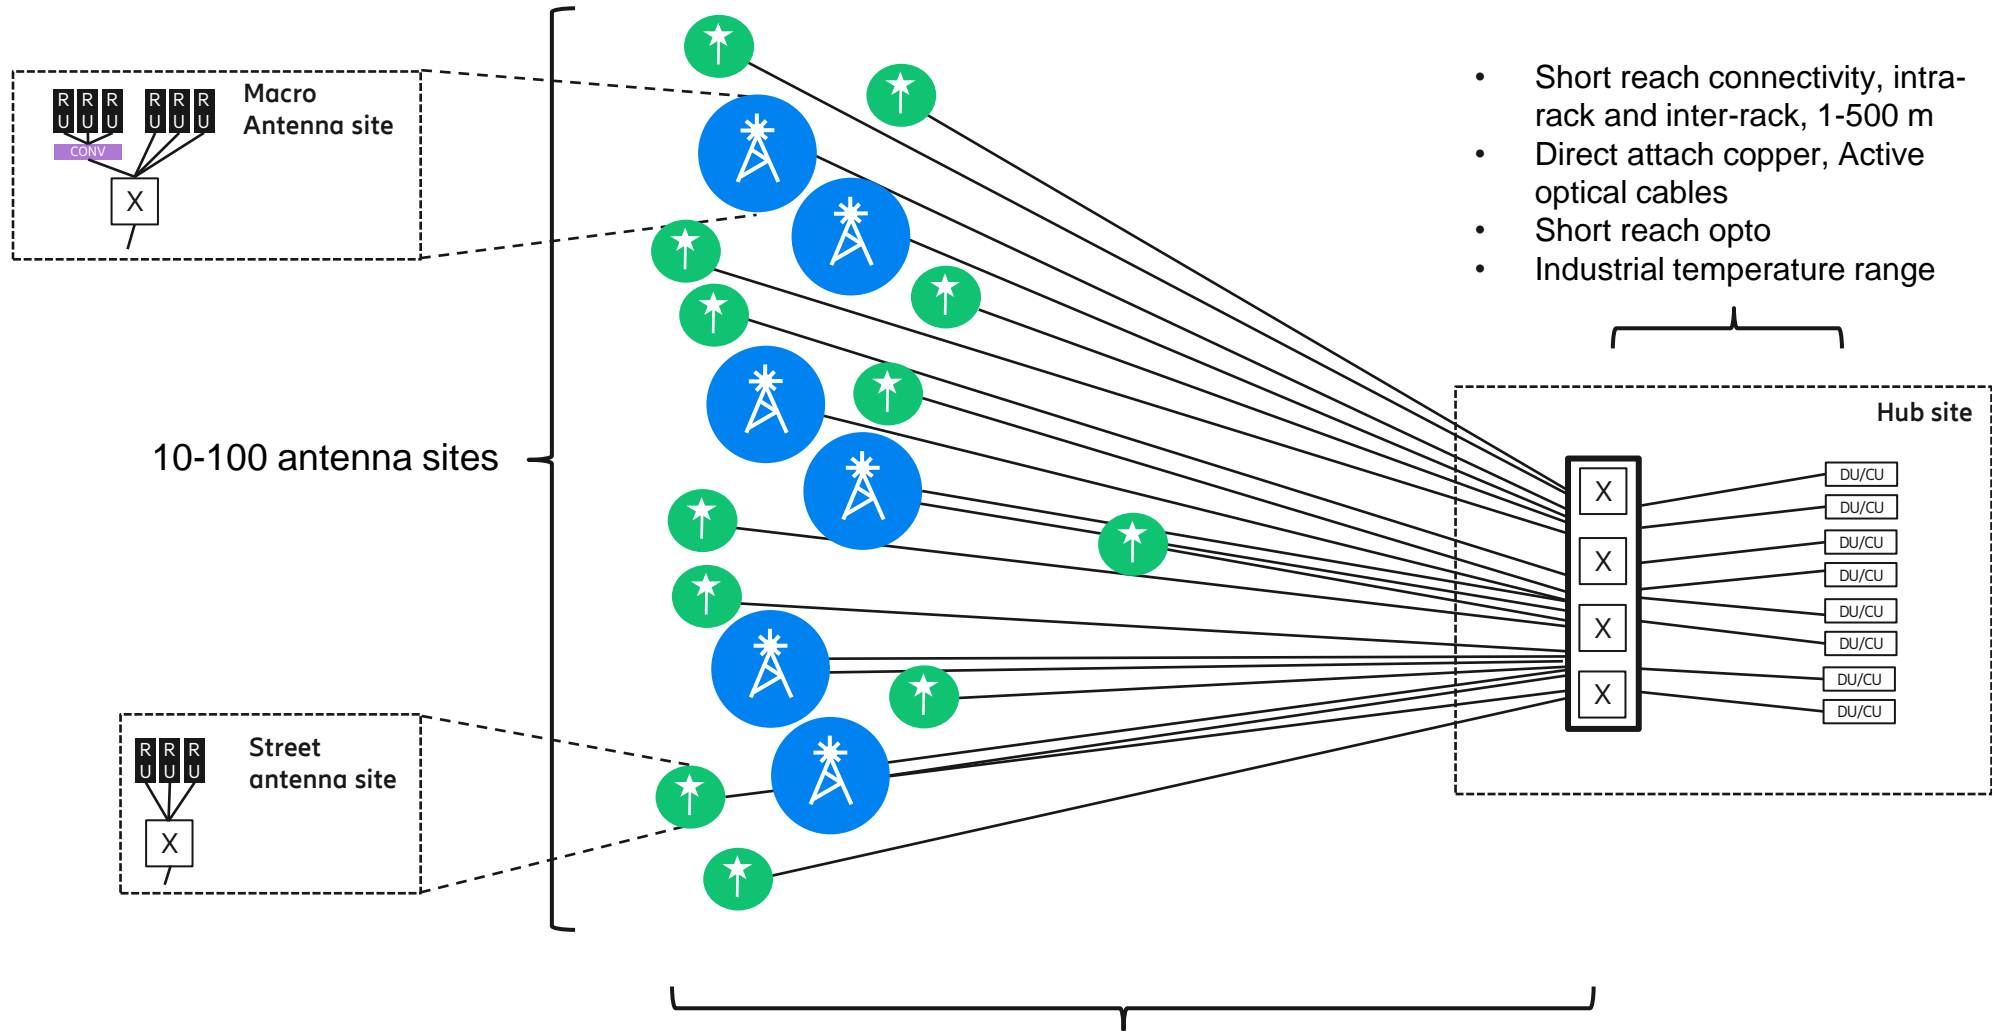 R R R R R R
U U U U U U
CONV
X
Macro
Antenna site
• Short reach connectivity, intra-
rack and inter-rack, 1-500 m
• Direct attach copper, Active
optical cables
• Short reach opto
• Industrial temperature range
10-100 antenna sites
Hub site
X
X
X
X
DU/CU
DU/CU
DU/CU
DU/CU
DU/CU
DU/CU
DU/CU
DU/CU
R R R
U U U
X
Street
antenna site